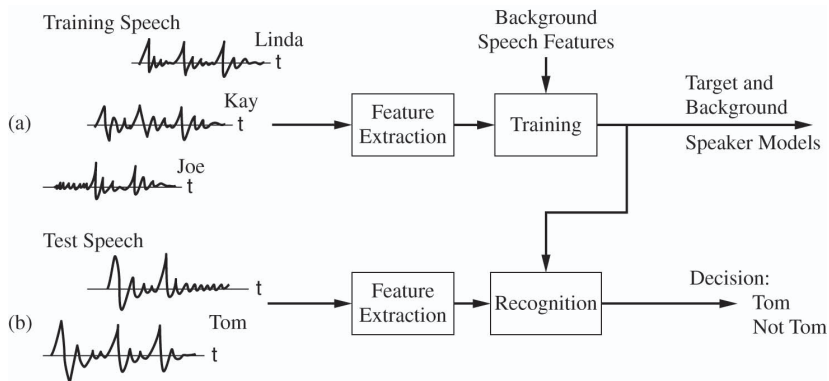 Training Speech
Linda
t
Background
Speech Features
(a)
Kay
t
Feature
Extraction
Training
Target and
Background
Speaker Models
Joe
t
Test Speech
t
(b)
Tom
t
Feature
Extraction
Recognition
Decision:
Tom
Not Tom